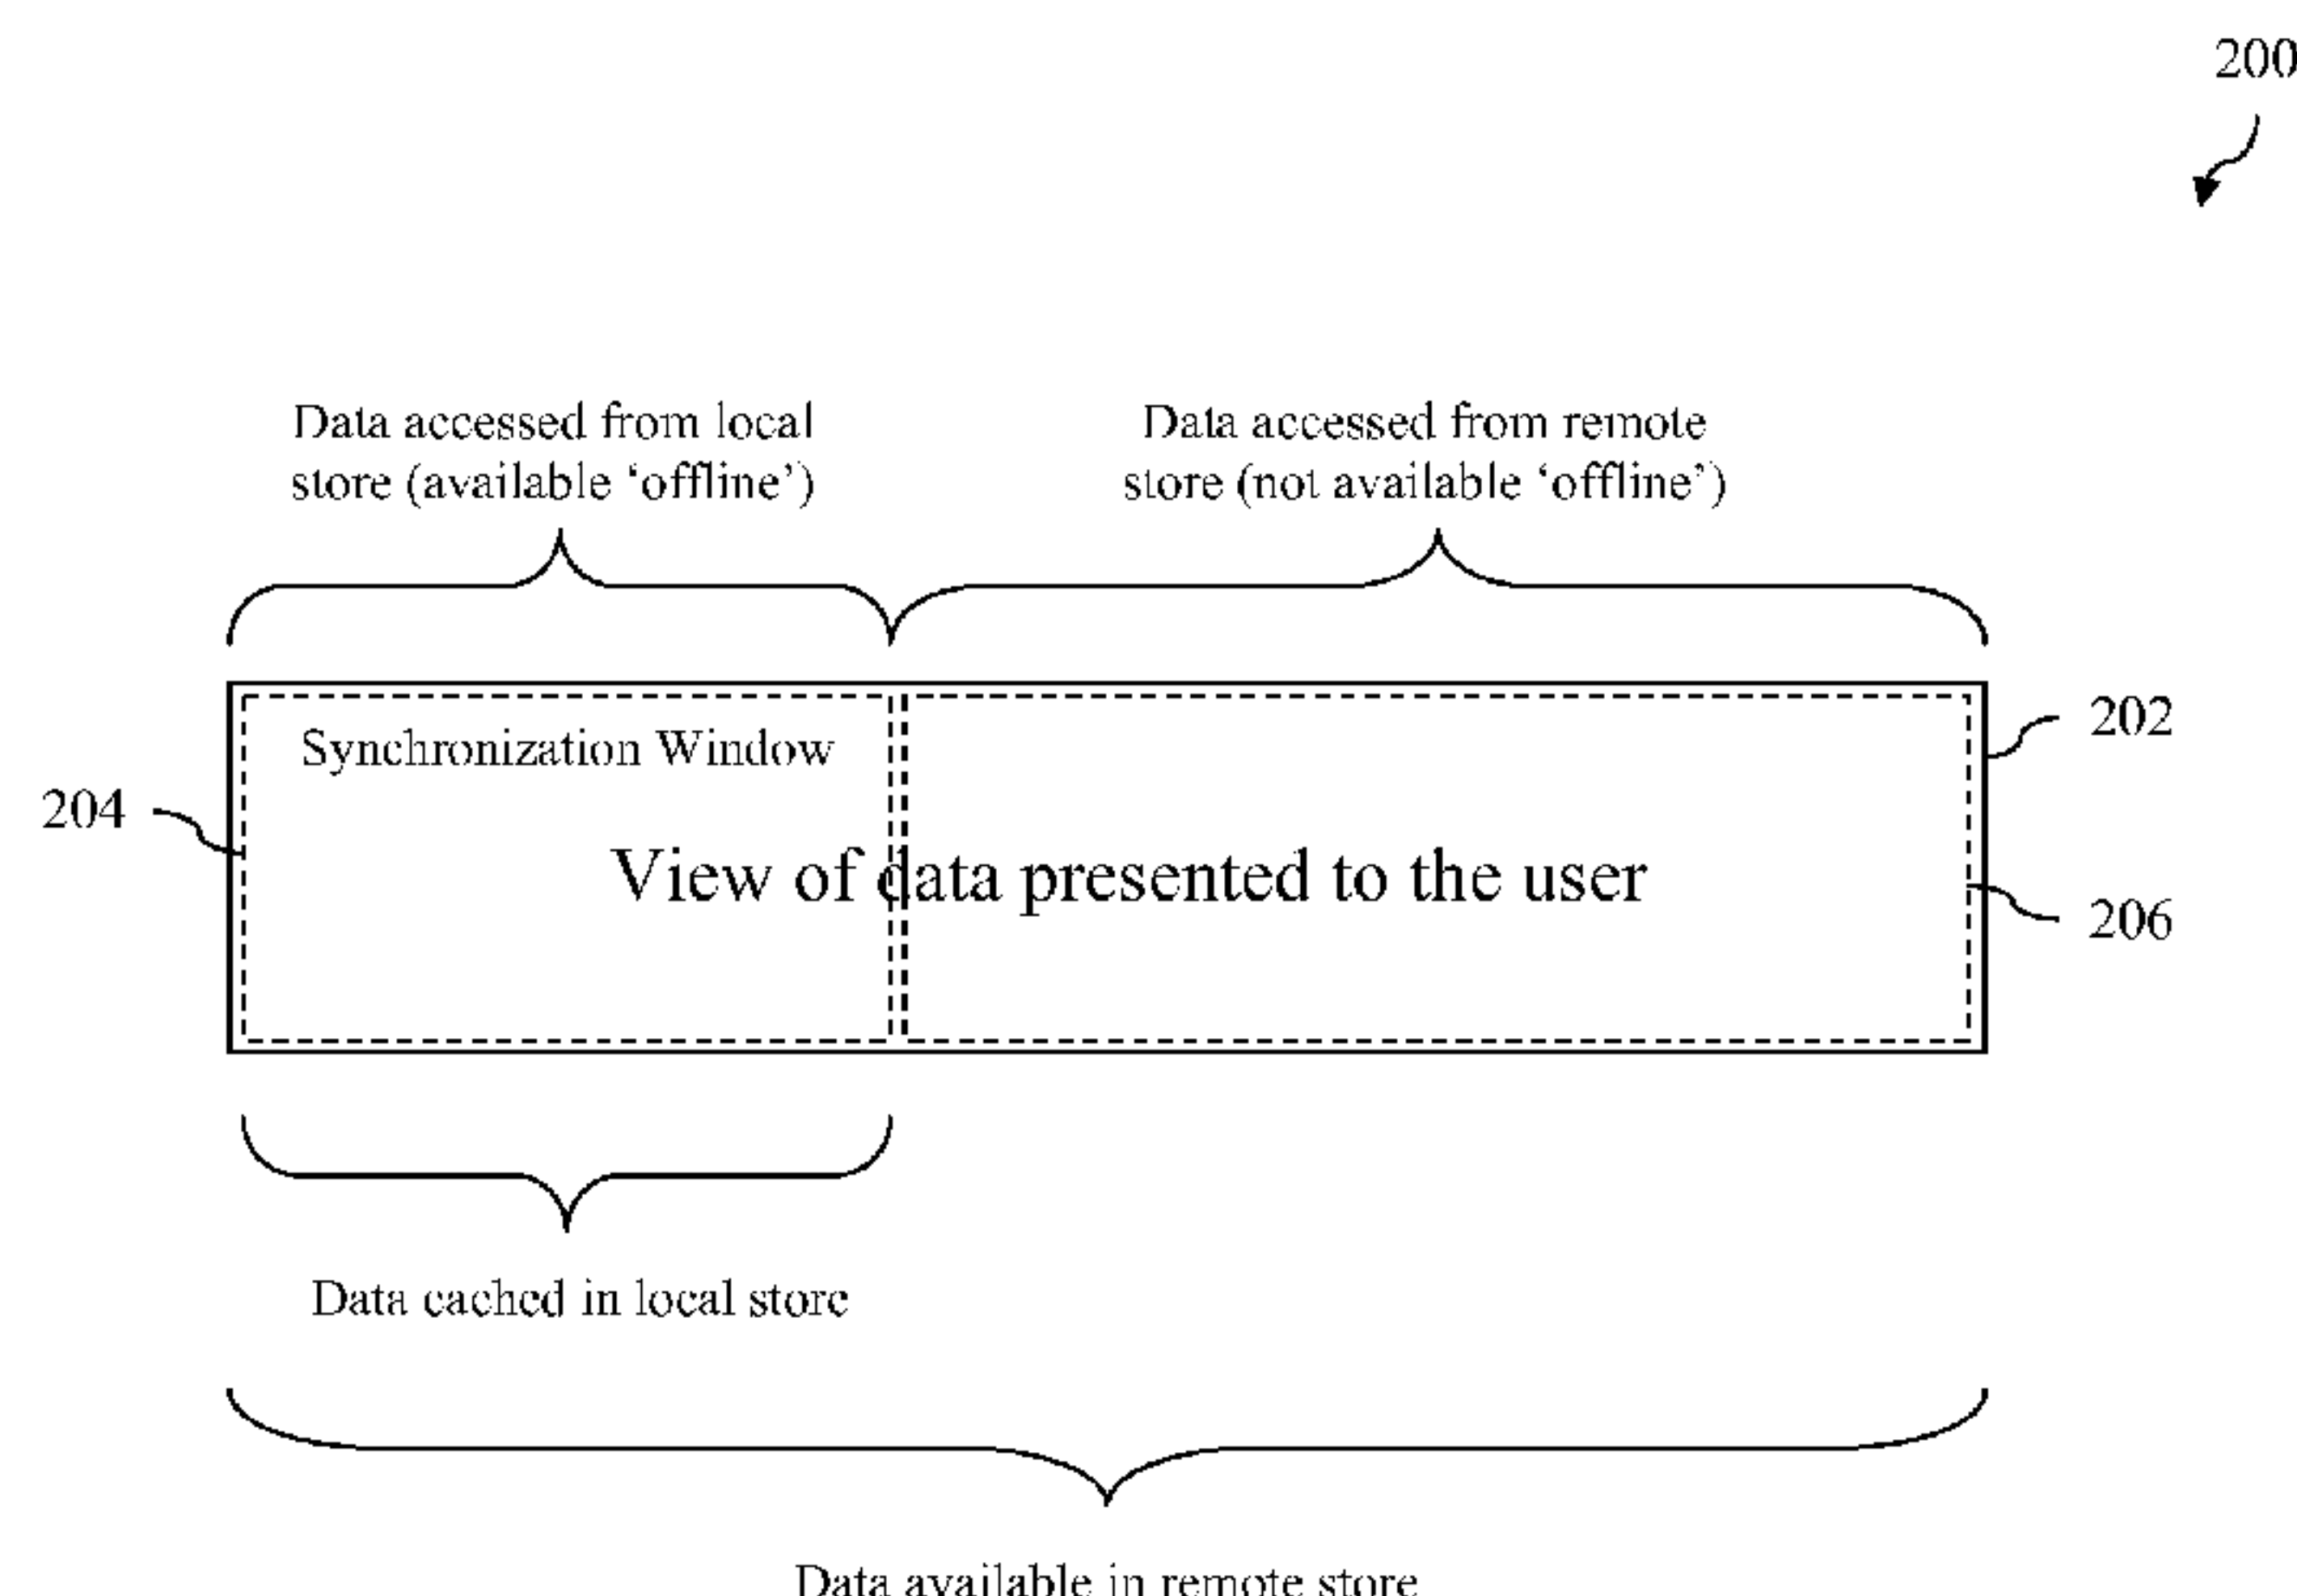 200
Data accessed from local
store (available ‘offline’)
Data accessed from remote
store (not available ‘offline’)
Synchronization Window
202
204
View of data presented to the user
206
Data cached in local store
Data available in remote store